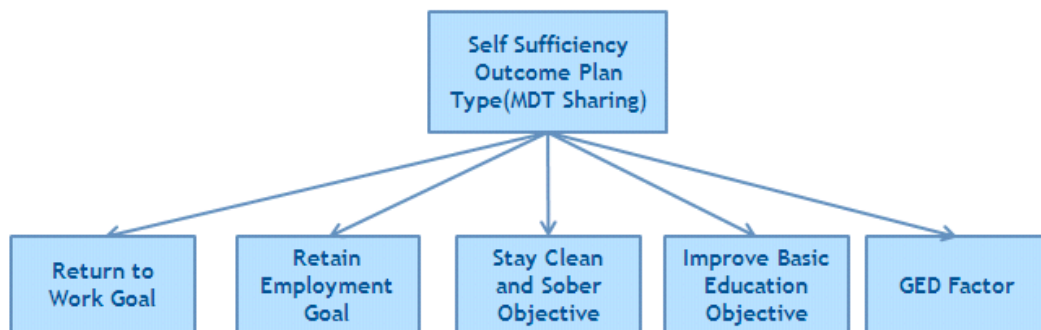 Self Sufficiency
Outcome Plan
Type(MDT Sharing)
Return to
Work Goal
Retain
Employment
Goal
Stay Clean
and Sober
Objective
Improve Basic
Education
Objective
GED Factor